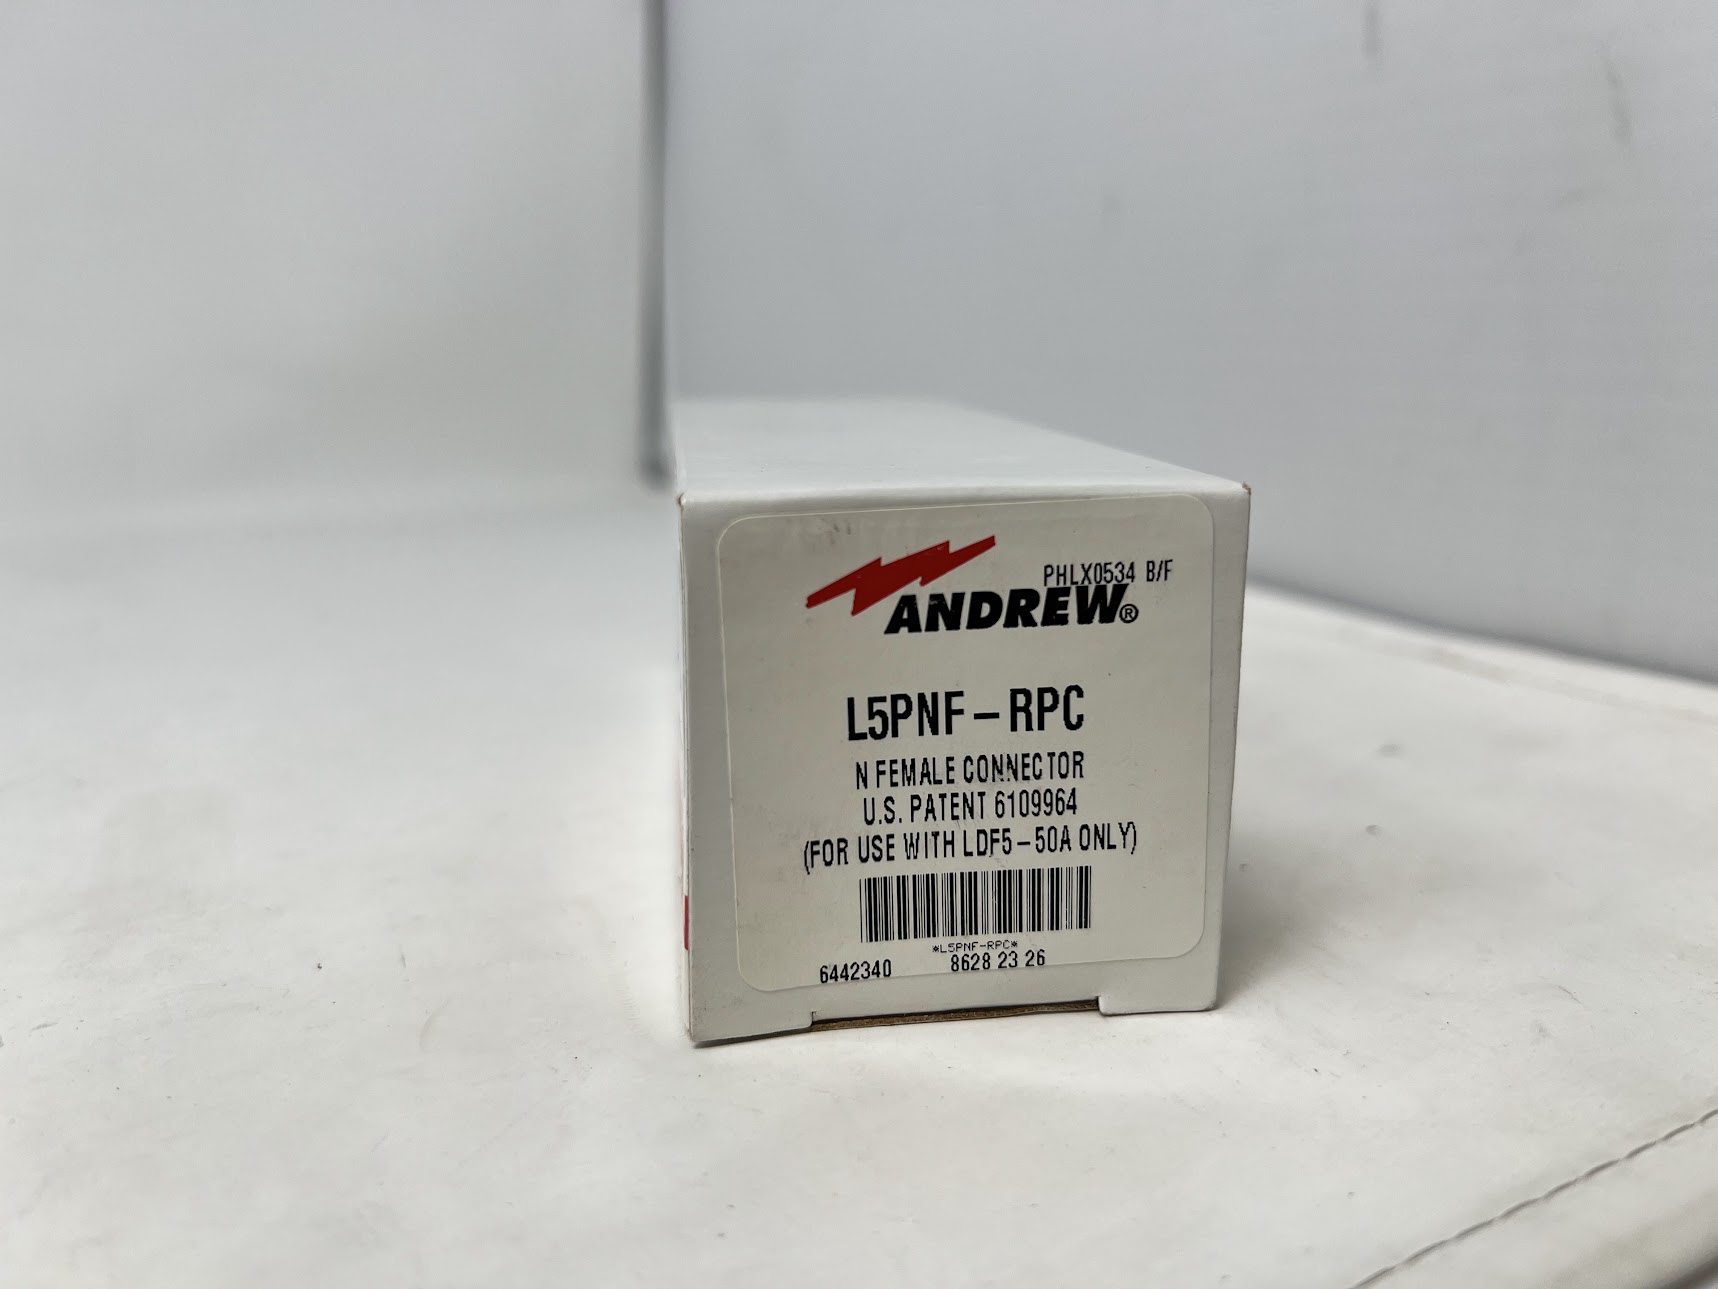 PHLX0534 B/F
ANDREW®
L5PNF-RPC
N FEMALE CONNECTOR
U.S. PATENT 6109964
(FOR USE WITH LDF5-50A ONLY)
*L5PNF-RPC*
6442340 8628 23 26